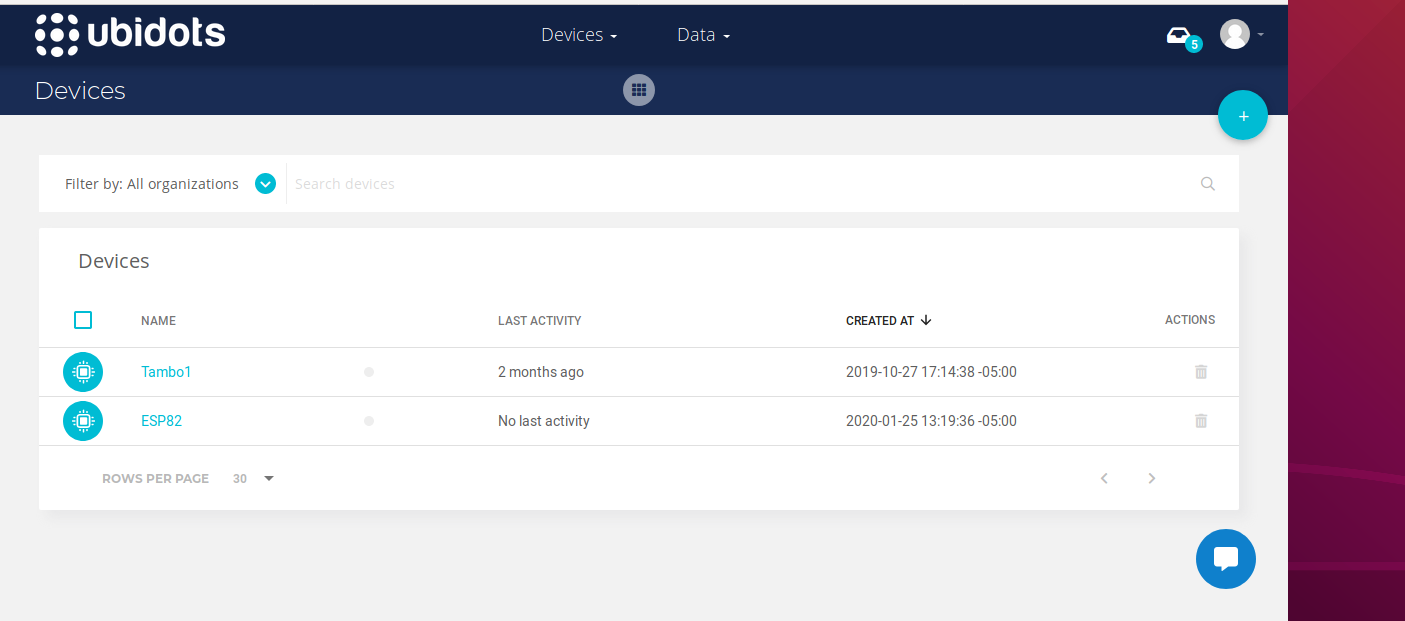 ubidots
Devices
Data
5
Devices
+
Filter by: All organizations
Search devices
Devices
NAME
LAST ACTIVITY
CREATED AT
ACTIONS
Tambo1
2 months ago
2019-10-27 17:14:38 -05:00
ESP82
No last activity
2020-01-25 13:19:36 -05:00
ROWS PER PAGE
30